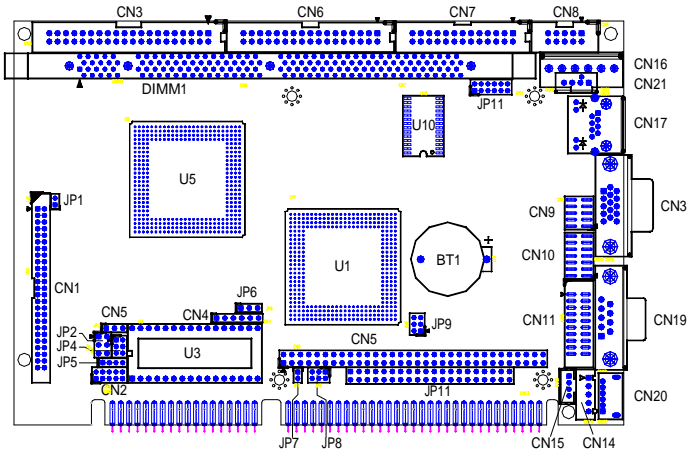 CN3 CN6 CN7 CN8
CN16
CN21
DIMM1
JP11
CN17
U10
U5
JP1
CN9
CN3
CN10
BT1
U1
CN1
JP6
CN5
CN4
CN11
CN19
JP2
JP9
JP4
U3
CN5
JP5
CN2
JP11
CN20
JP7 JP8
CN15
CN14